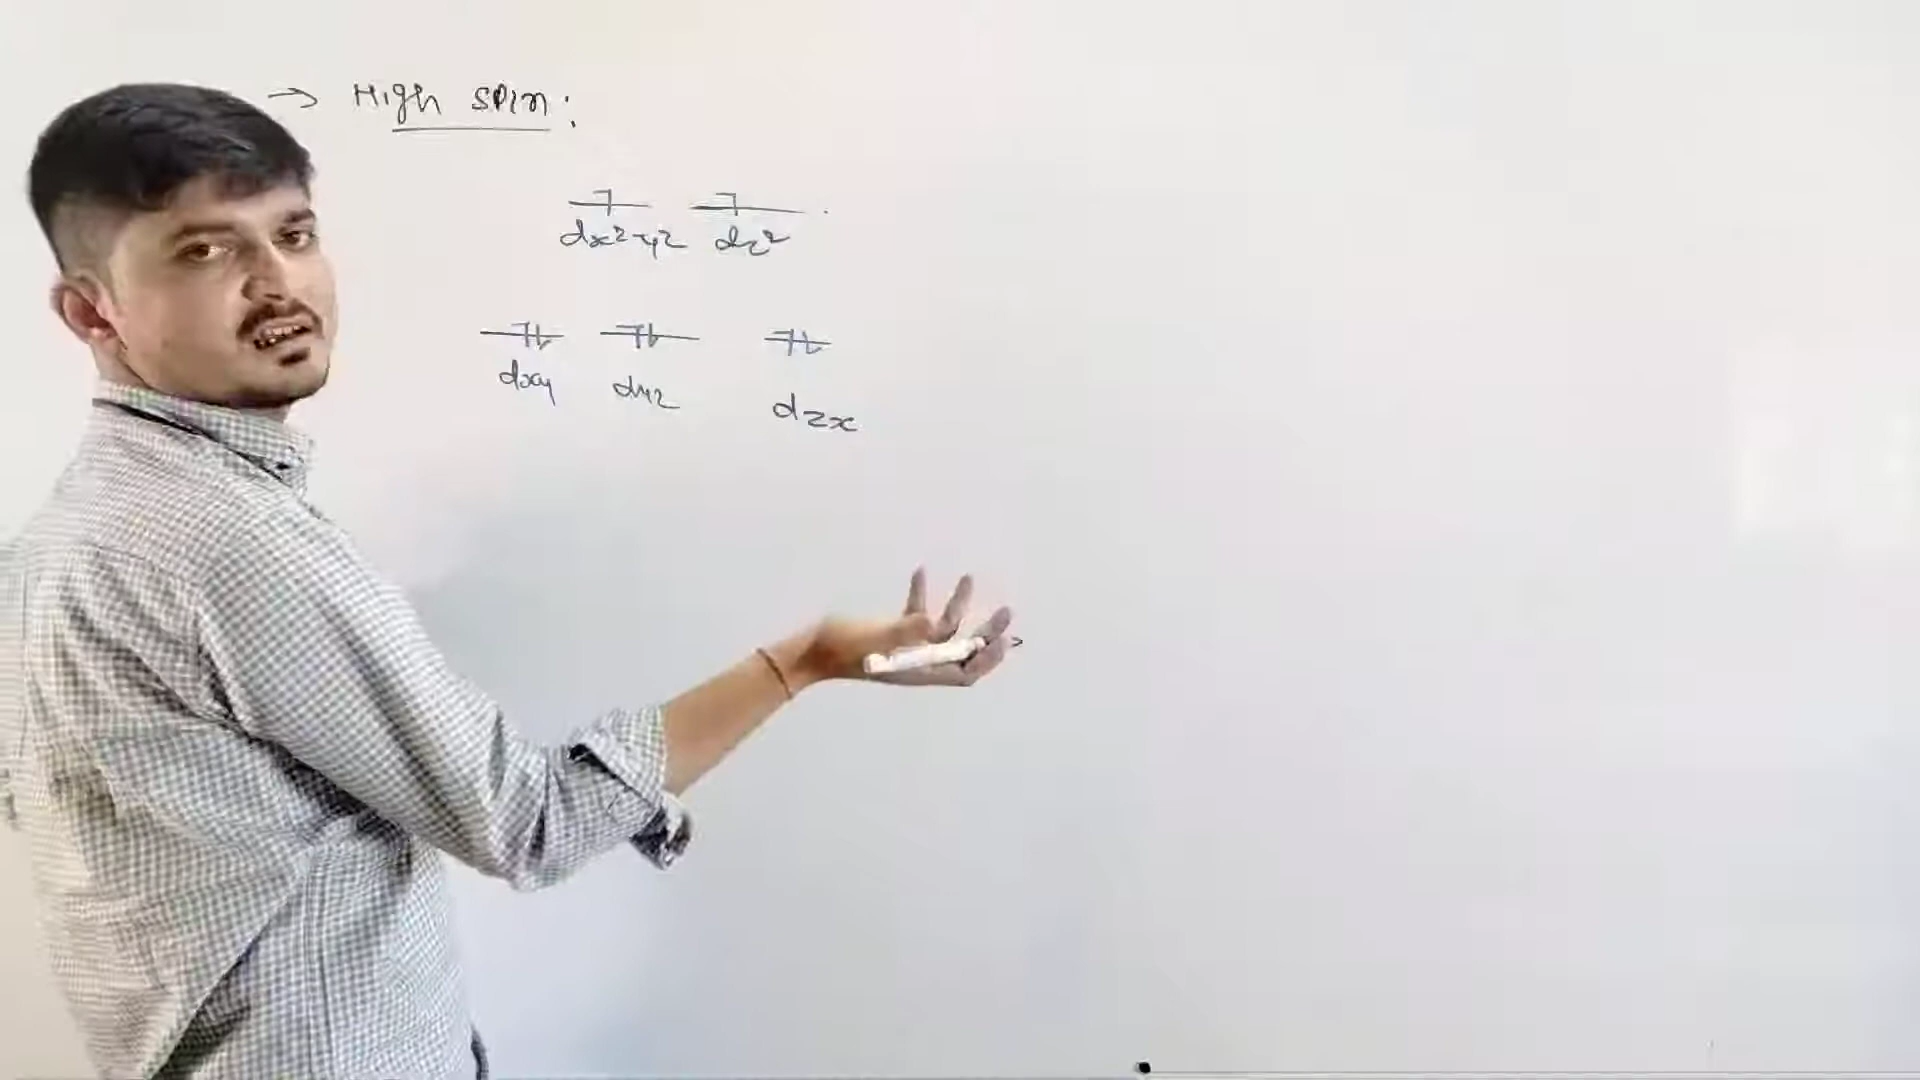 → High spin:
dx²-y² dz²
dxy dyz dzx